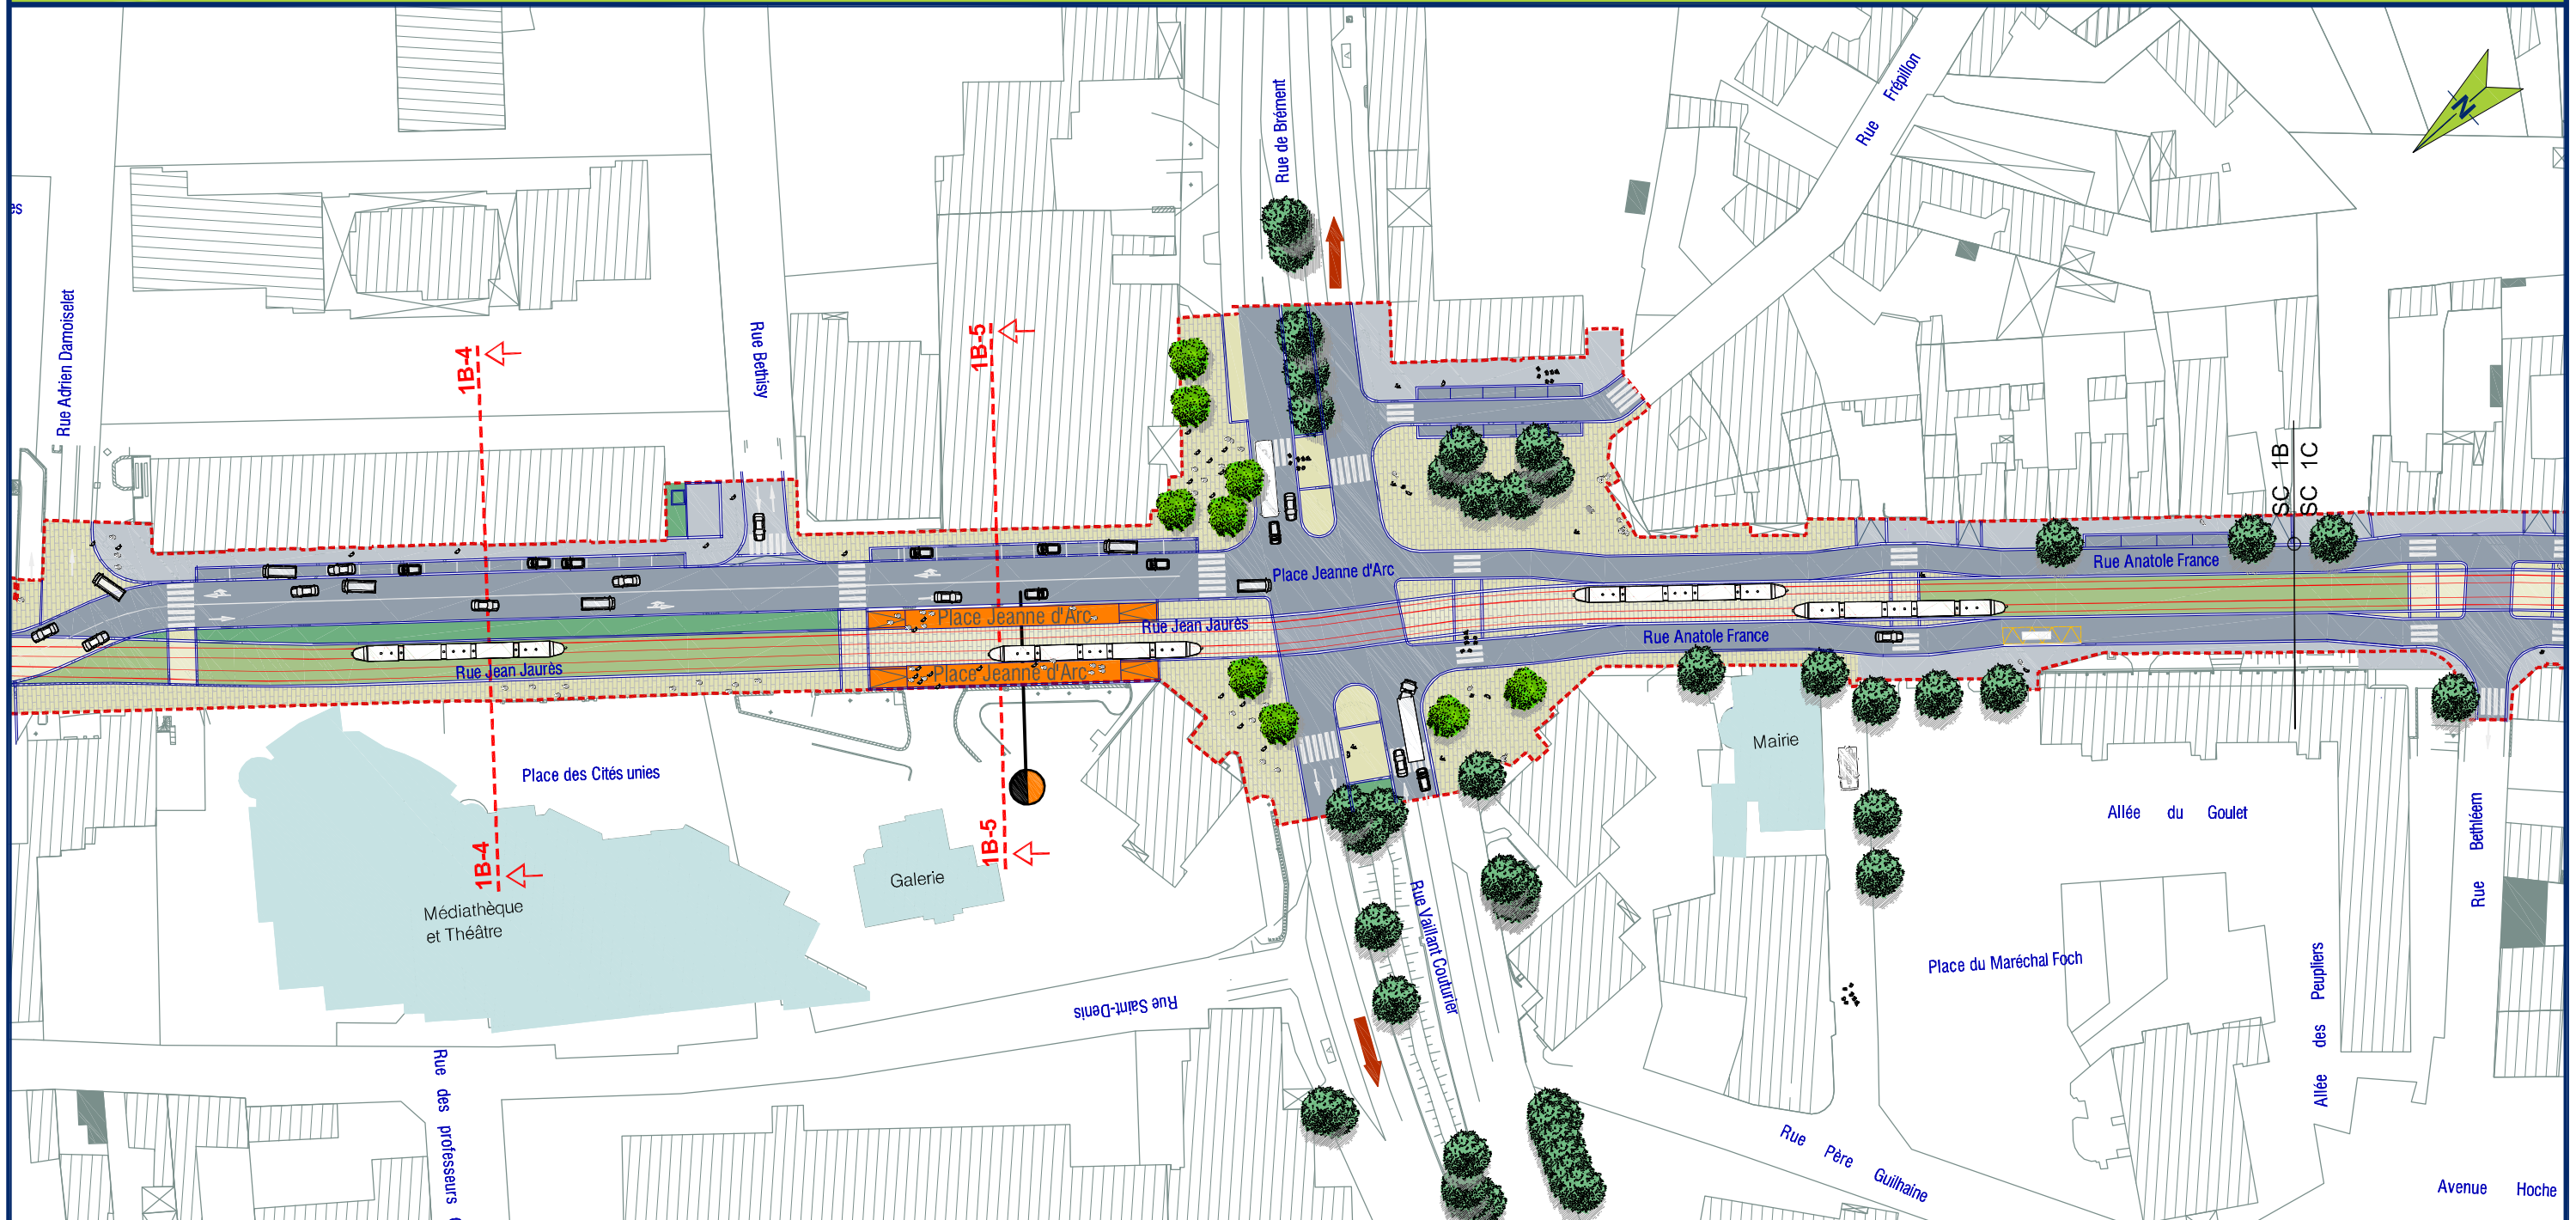 Rue de Brément
Rue Frépillon
N
es
Rue Adrien Damoiselet
1B-4
Rue Bethisy
1B-5
SC 1B
SC 1C
Place Jeanne d'Arc
Rue Anatole France
Place Jeanne d'Arc
Rue Jean Jaurès
Rue Anatole France
Rue Jean Jaurès
Place Jeanne d'Arc
Mairie
Place des Cités unies
Allée du Goulet
Rue Bethléem
1B-4
1B-5
Galerie
Médiathèque
et Théâtre
Rue Vaillant Couturier
Place du Maréchal Foch
Allée des Peupliers
Rue Saint-Denis
Rue des professeurs
Rue Père Guilhaine
Avenue Hoche